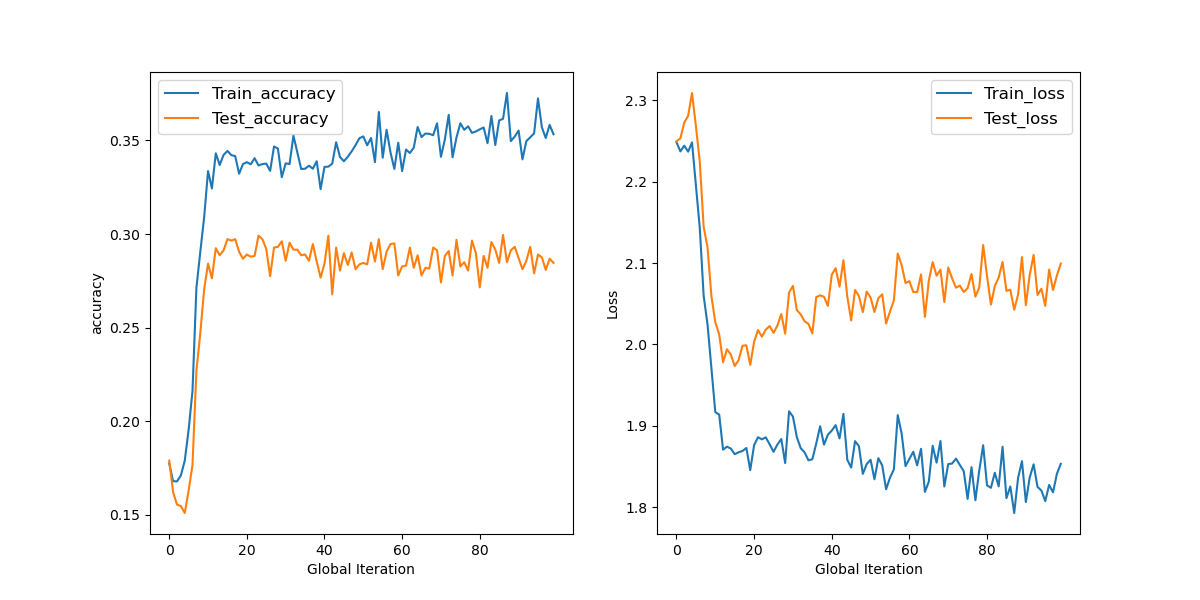 Train_accuracy
Test_accuracy
accuracy
0.35
0.30
0.25
0.20
0.15
0 20 40 60 80
Global Iteration
Train_loss
Test_loss
Loss
2.3
2.2
2.1
2.0
1.9
1.8
0 20 40 60 80
Global Iteration